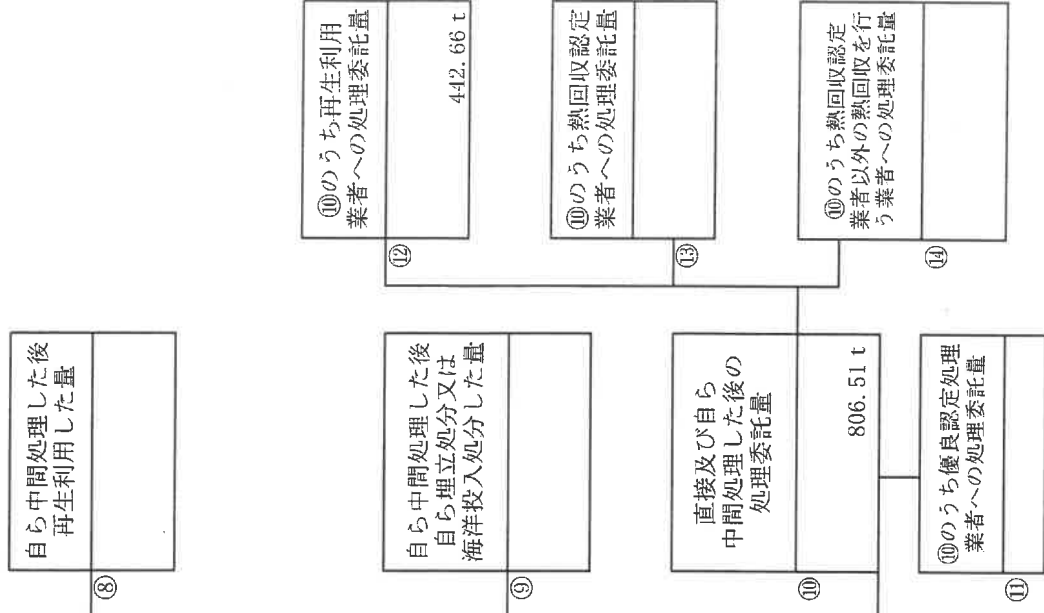 ⑧
自ら中間処理した後
再生利用した量
⑨
自ら中間処理した後
自ら埋立処分又は
海洋投入処分した量
⑩
直接及び自ら
中間処理した後の
処理委託量
806.51 t
⑪
⑩のうち優良認定処理
業者への処理委託量
⑫
⑩のうち再生利用
業者への処理委託量
442.66 t
⑬
⑩のうち熱回収認定
業者への処理委託量
⑭
⑩のうち熱回収認定
業者以外の熱回収を行
う業者への処理委託量